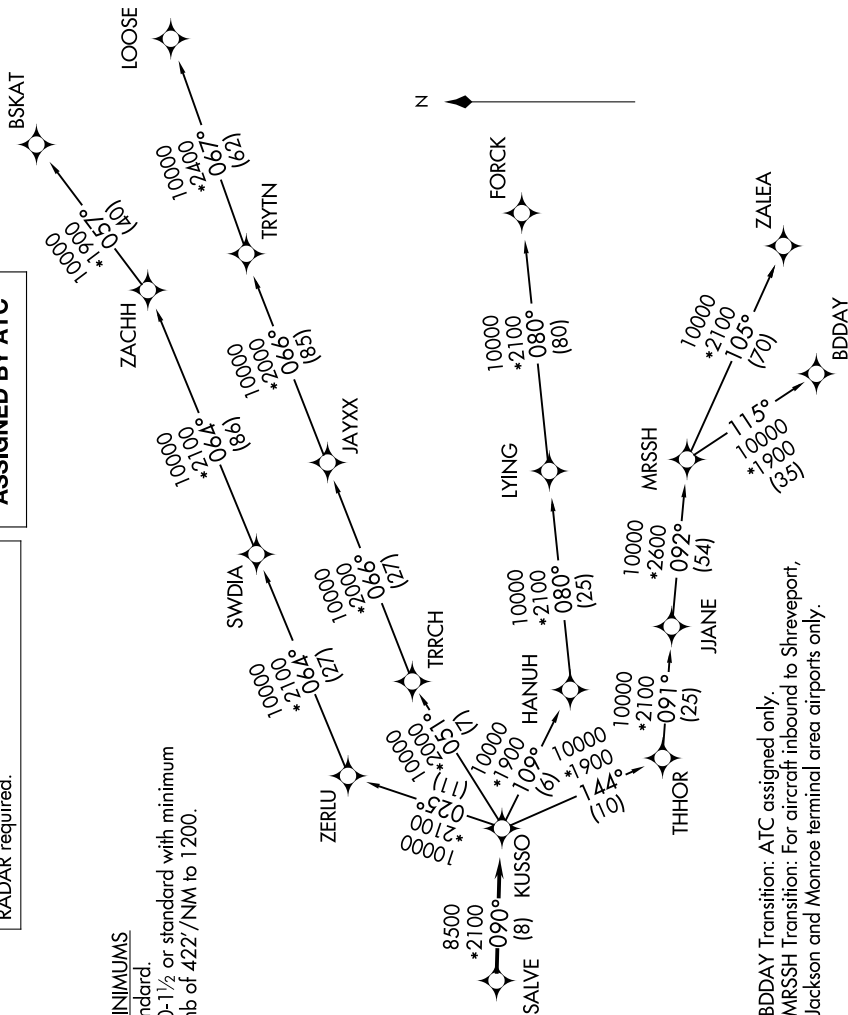 ASSIGNED BY ATC
RADAR required.
BSKAT
LOOSE
10000
*1900
057°
(40)
10000
*2400
067°
(62)
ZACHH
TRYTN
N
FORCK
ZALEA
10000
*2100
064°
(86)
10000
*2000
066°
(85)
10000
*2100
080°
(80)
10000
*2100
105°
(70)
BDDAY
SWDIA
JAYXX
LYING
MRSSH
115°
10000
*1900
(35)
10000
*2100
064°
(27)
10000
*2000
066°
(27)
10000
*2100
080°
(25)
10000
*2600
092°
(54)
ZERLU
TRRCH
HANUH
JJANE
10000
*2100
025°
(11)
10000
*2000
051°
(7)
10000
*1900
109°
(6)
10000
*1900
144°
(10)
10000
*2100
091°
(25)
THHOR
KUSSO
8500
*2100
090°
(8)
SALVE
INIMUMS
ndard.
0-1½ or standard with minimum
nb of 422'/NM to 1200.
BDDAY Transition: ATC assigned only.
MRSSH Transition: For aircraft inbound to Shreveport,
Jackson and Monroe terminal area airports only.